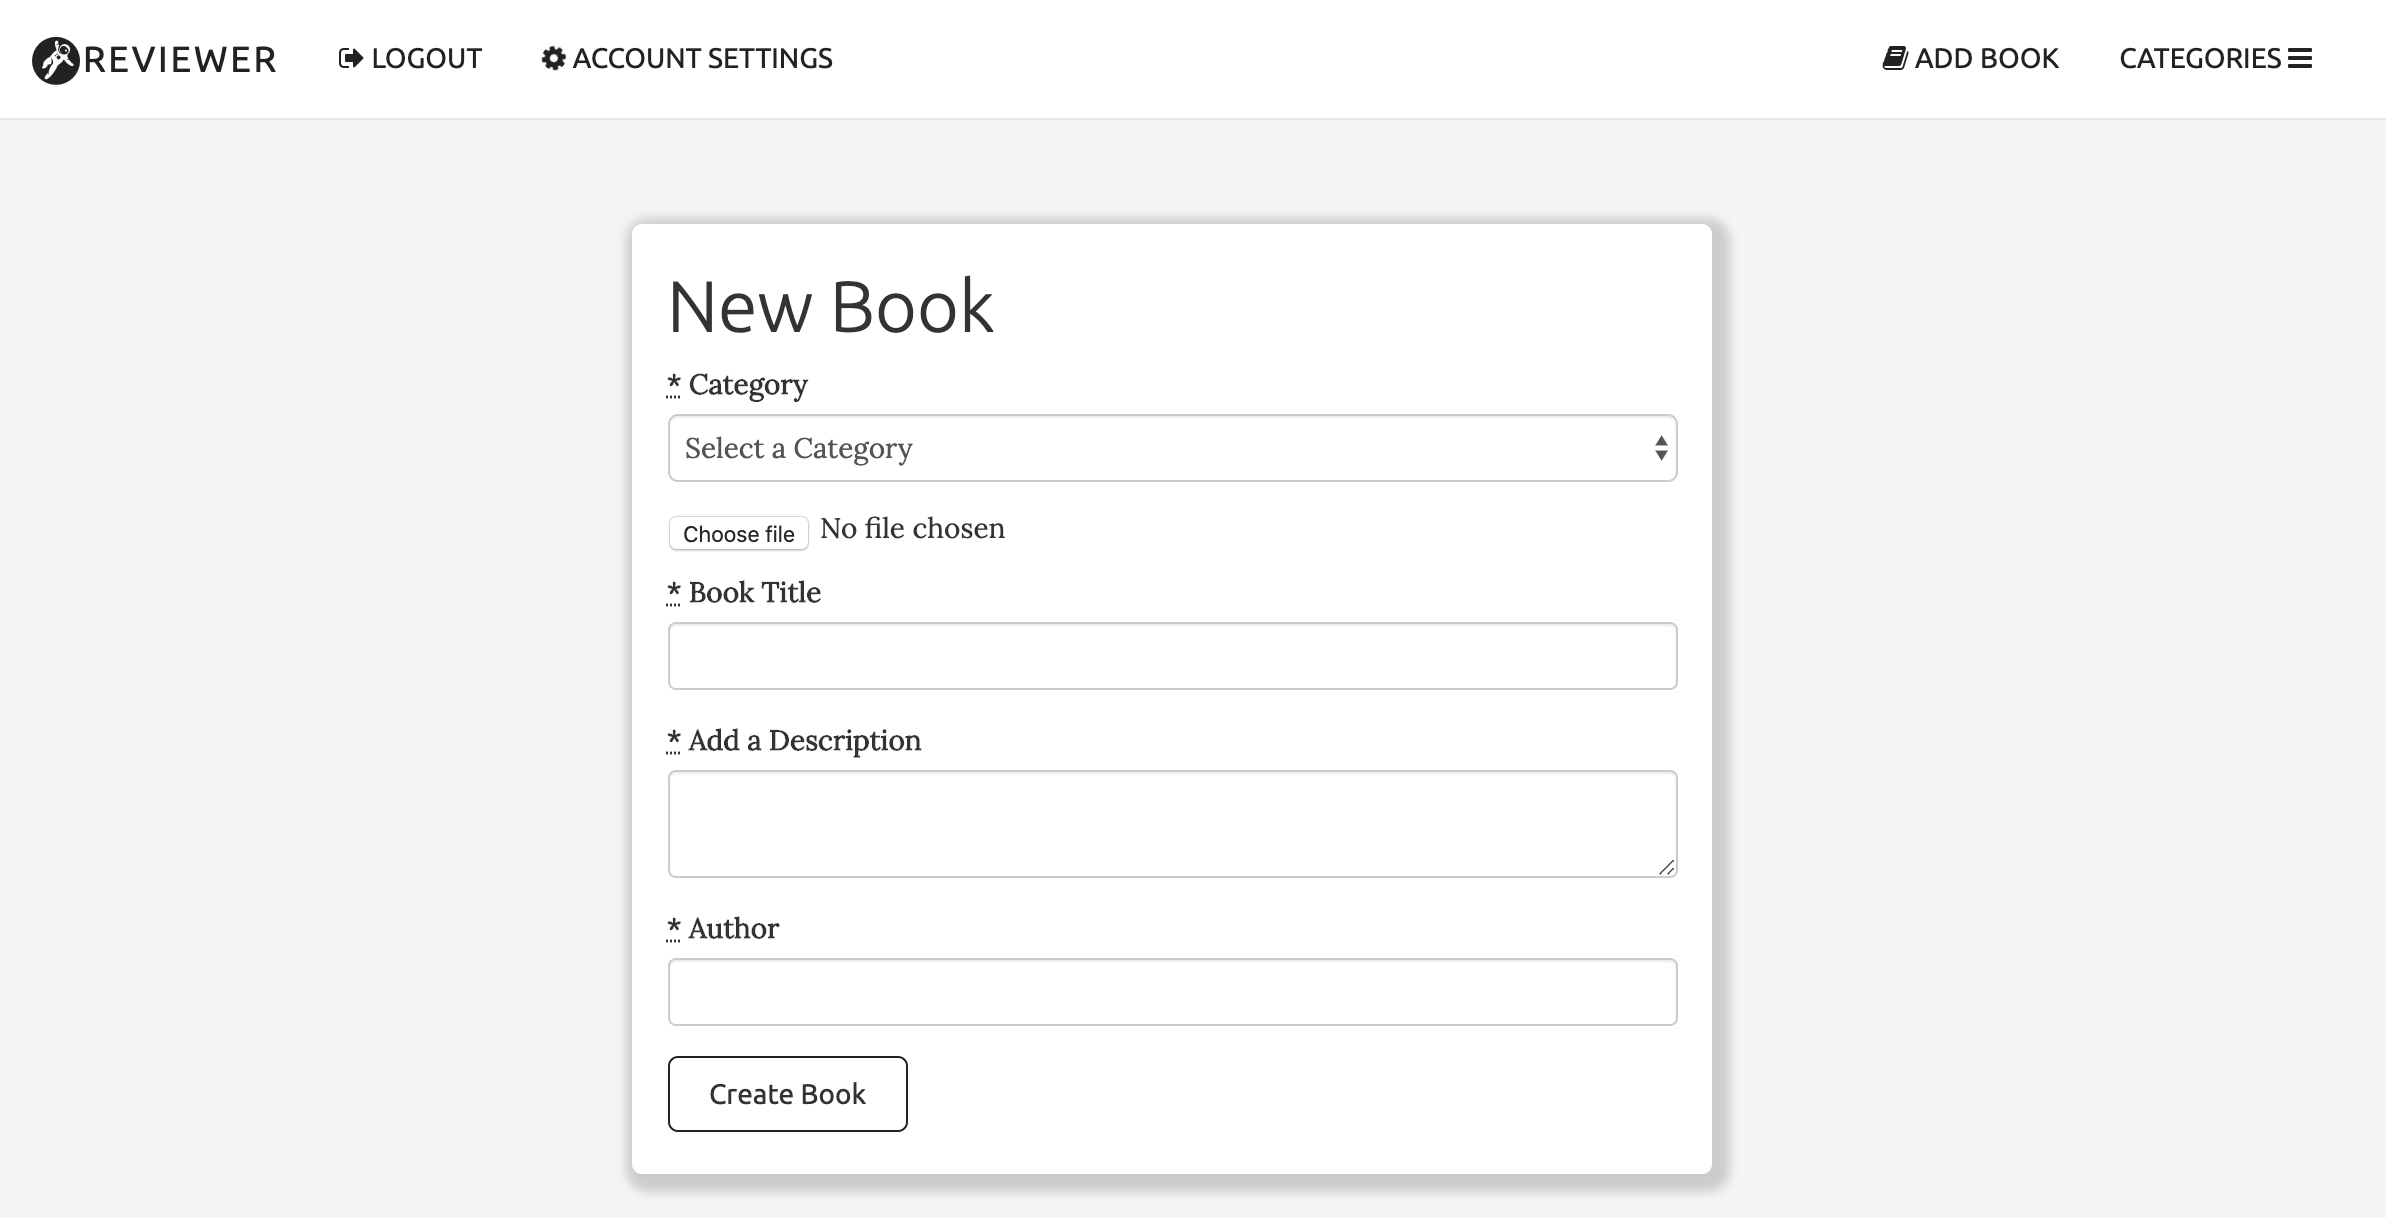 REVIEWER LOGOUT ACCOUNT SETTINGS ADD BOOK CATEGORIES
New Book
* Category
Select a Category
Choose file No file chosen
* Book Title
* Add a Description
* Author
Create Book